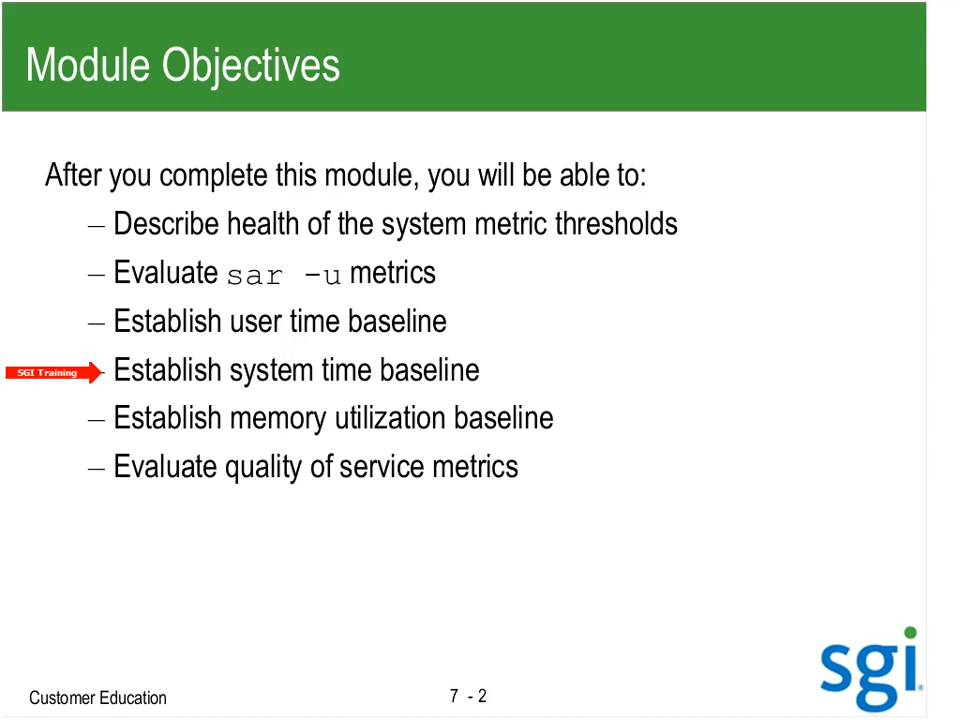 Module Objectives
After you complete this module, you will be able to:
– Describe health of the system metric thresholds
– Evaluate sar –u metrics
– Establish user time baseline
SGI Training - Establish system time baseline
– Establish memory utilization baseline
– Evaluate quality of service metrics
Customer Education
7 - 2
sgi